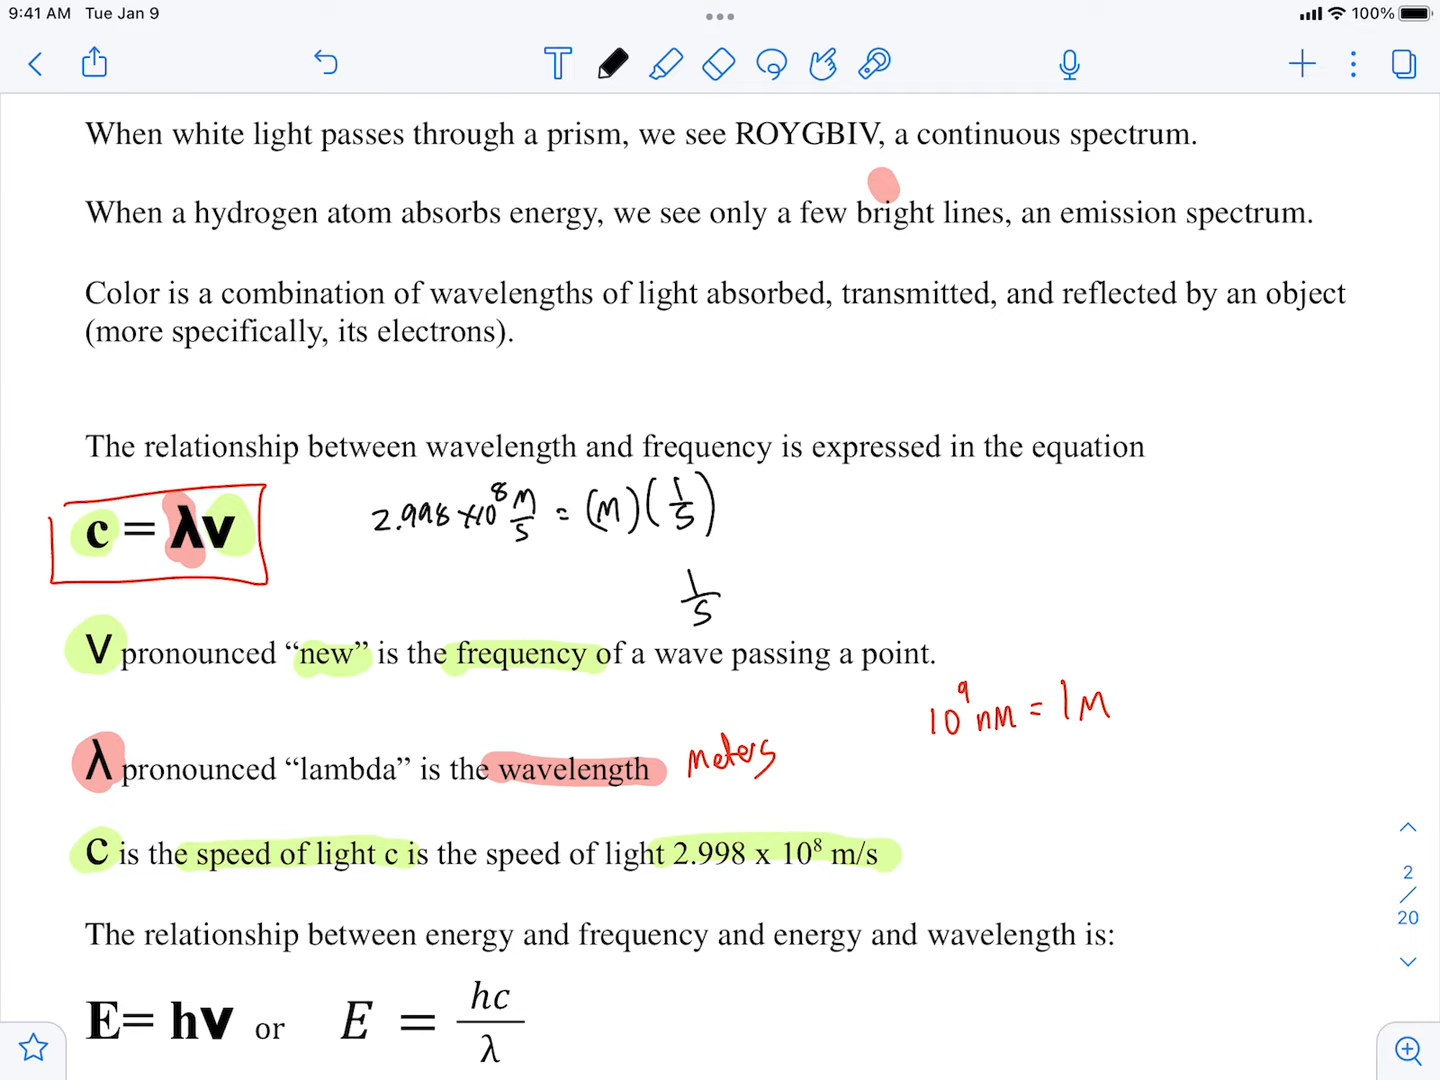 9:41 AM Tue Jan 9
100%
When white light passes through a prism, we see ROYGBIV, a continuous spectrum.
When a hydrogen atom absorbs energy, we see only a few bright lines, an emission spectrum.
Color is a combination of wavelengths of light absorbed, transmitted, and reflected by an object
(more specifically, its electrons).
The relationship between wavelength and frequency is expressed in the equation
c = λν
2.998 x10⁸ m/s = (m)(1/s)
1/s
ν pronounced “new” is the frequency of a wave passing a point.
10⁹ nm = 1m
λ pronounced “lambda” is the wavelength meters
c is the speed of light c is the speed of light 2.998 x 10⁸ m/s
The relationship between energy and frequency and energy and wavelength is:
E= hν or E = hc/λ
2
/
20